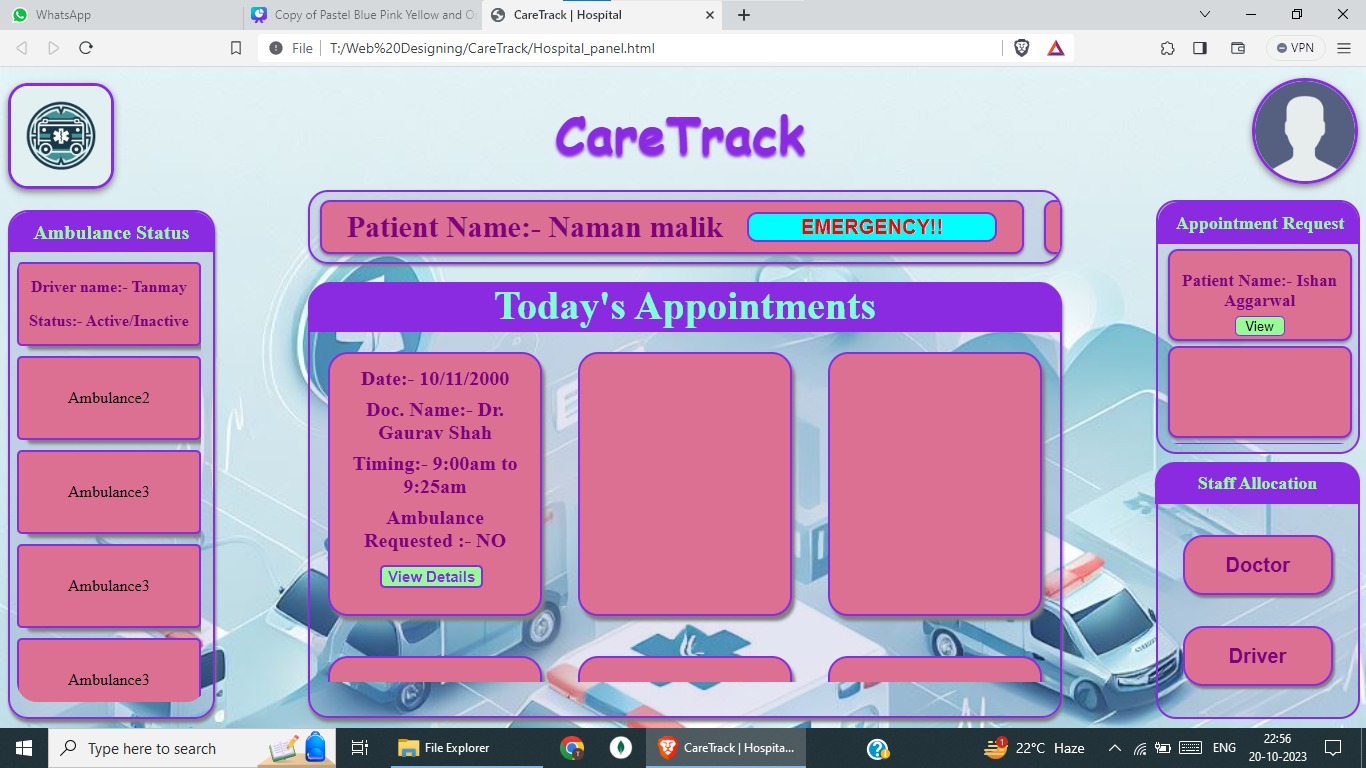 WhatsApp
Copy of Pastel Blue Pink Yellow and O
CareTrack | Hospital
File
T:/Web%20Designing/CareTrack/Hospital_panel.html
VPN
CareTrack
Patient Name:- Naman malik
EMERGENCY!!
Ambulance Status
Driver name:- Tanmay
Status:- Active/Inactive
Ambulance2
Ambulance3
Ambulance3
Ambulance3
Today's Appointments
Date:- 10/11/2000
Doc. Name:- Dr.
Gaurav Shah
Timing:- 9:00am to
9:25am
Ambulance
Requested :- NO
View Details
Appointment Request
Patient Name:- Ishan
Aggarwal
View
Staff Allocation
Doctor
Driver
Type here to search
File Explorer
CareTrack | Hospita...
1
22°C Haze
ENG
22:56
20-10-2023